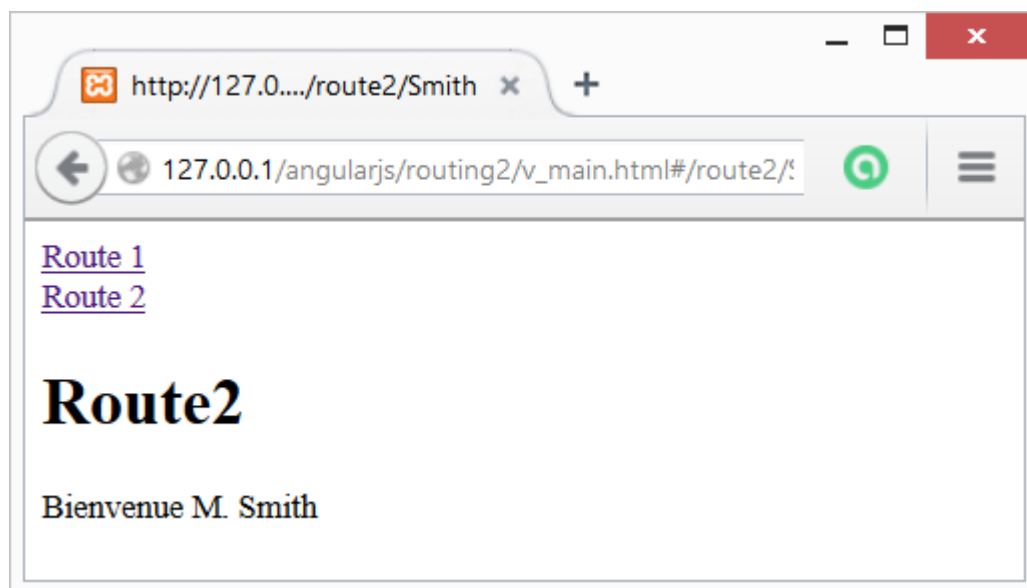 http://127.0..../route2/Smith
127.0.0.1/angularjs/routing2/v_main.html#/route2/
Route 1
Route 2
Route2
Bienvenue M. Smith